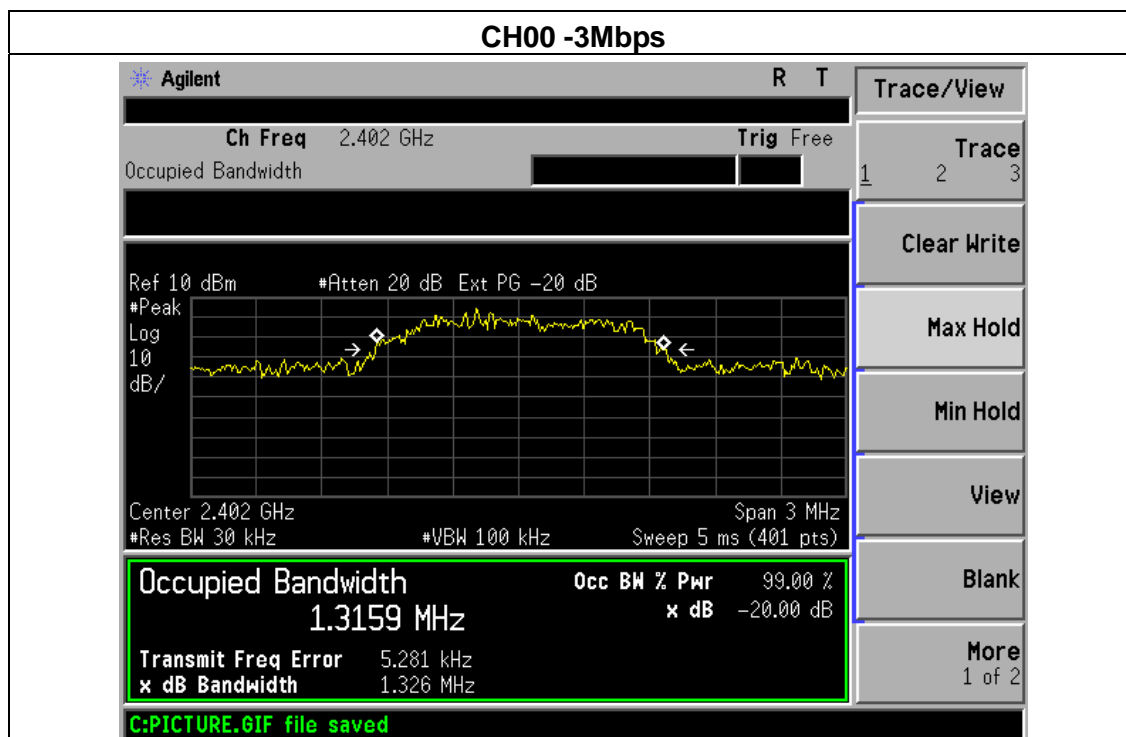 CH00 -3Mbps
Agilent R T
Ch Freq 2.402 GHz Trig Free
Occupied Bandwidth
Ref 10 dBm #Atten 20 dB Ext PG -20 dB
#Peak
Log
10
dB/
Center 2.402 GHz Span 3 MHz
#Res BW 30 kHz #VBW 100 kHz Sweep 5 ms (401 pts)
Occupied Bandwidth Occ BW % Pwr 99.00 %
1.3159 MHz x dB -20.00 dB
Transmit Freq Error 5.281 kHz
x dB Bandwidth 1.326 MHz
C:PICTURE.GIF file saved
Trace/View
Trace
1 2 3
Clear Write
Max Hold
Min Hold
View
Blank
More
1 of 2